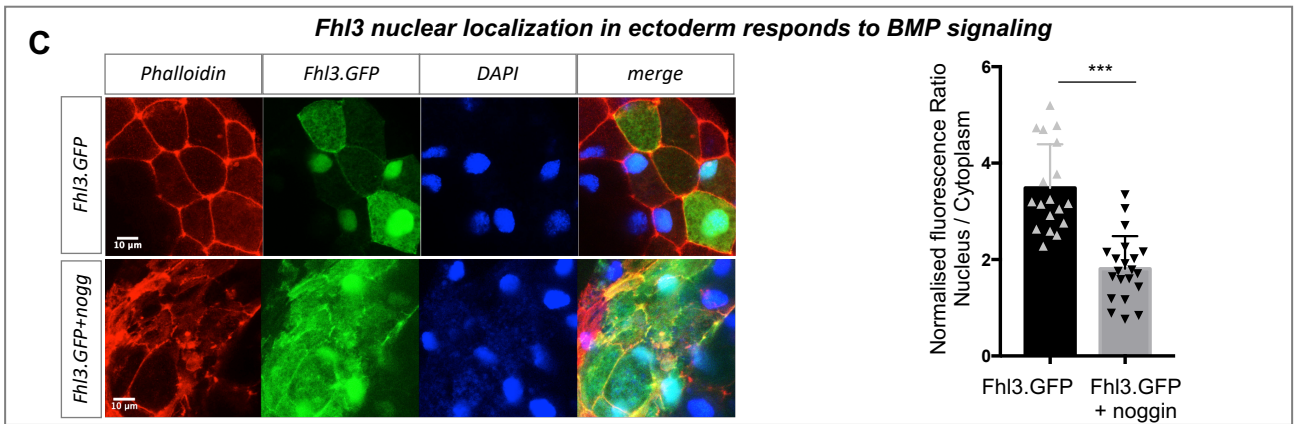 C
Fhl3 nuclear localization in ectoderm responds to BMP signaling
Phalloidin
Fhl3.GFP
DAPI
merge
Fhl3.GFP
10 μm
Fhl3.GFP+nogg
10 μm
Normalised fluorescence Ratio
Nucleus / Cytoplasm
6
4
2
0
***
Fhl3.GFP
Fhl3.GFP
+ noggin